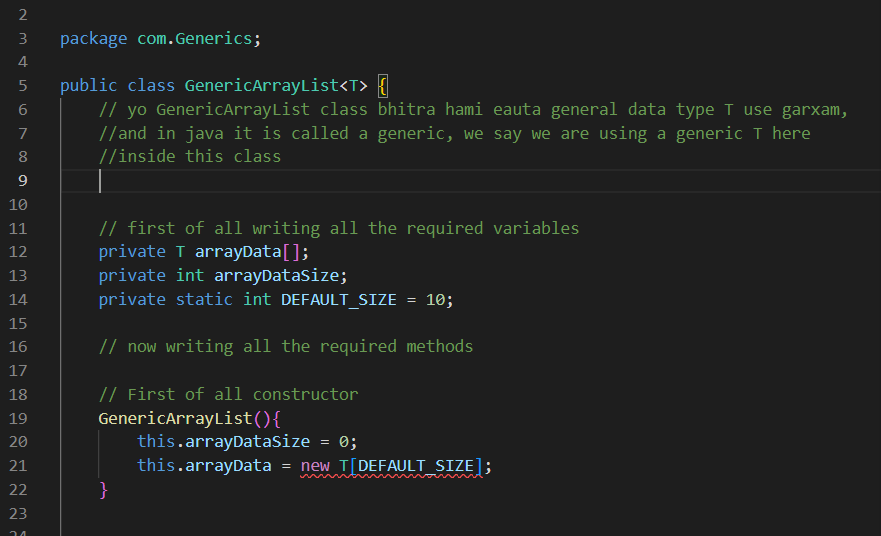 2
3 package com.Generics;
4
5 public class GenericArrayList<T> {
6 // yo GenericArrayList class bhitra hami eauta general data type T use garxam,
7 //and in java it is called a generic, we say we are using a generic T here
8 //inside this class
9
10
11 // first of all writing all the required variables
12 private T arrayData[];
13 private int arrayDataSize;
14 private static int DEFAULT_SIZE = 10;
15
16 // now writing all the required methods
17
18 // First of all constructor
19 GenericArrayList(){
20 this.arrayDataSize = 0;
21 this.arrayData = new T[DEFAULT_SIZE];
22 }
23
24